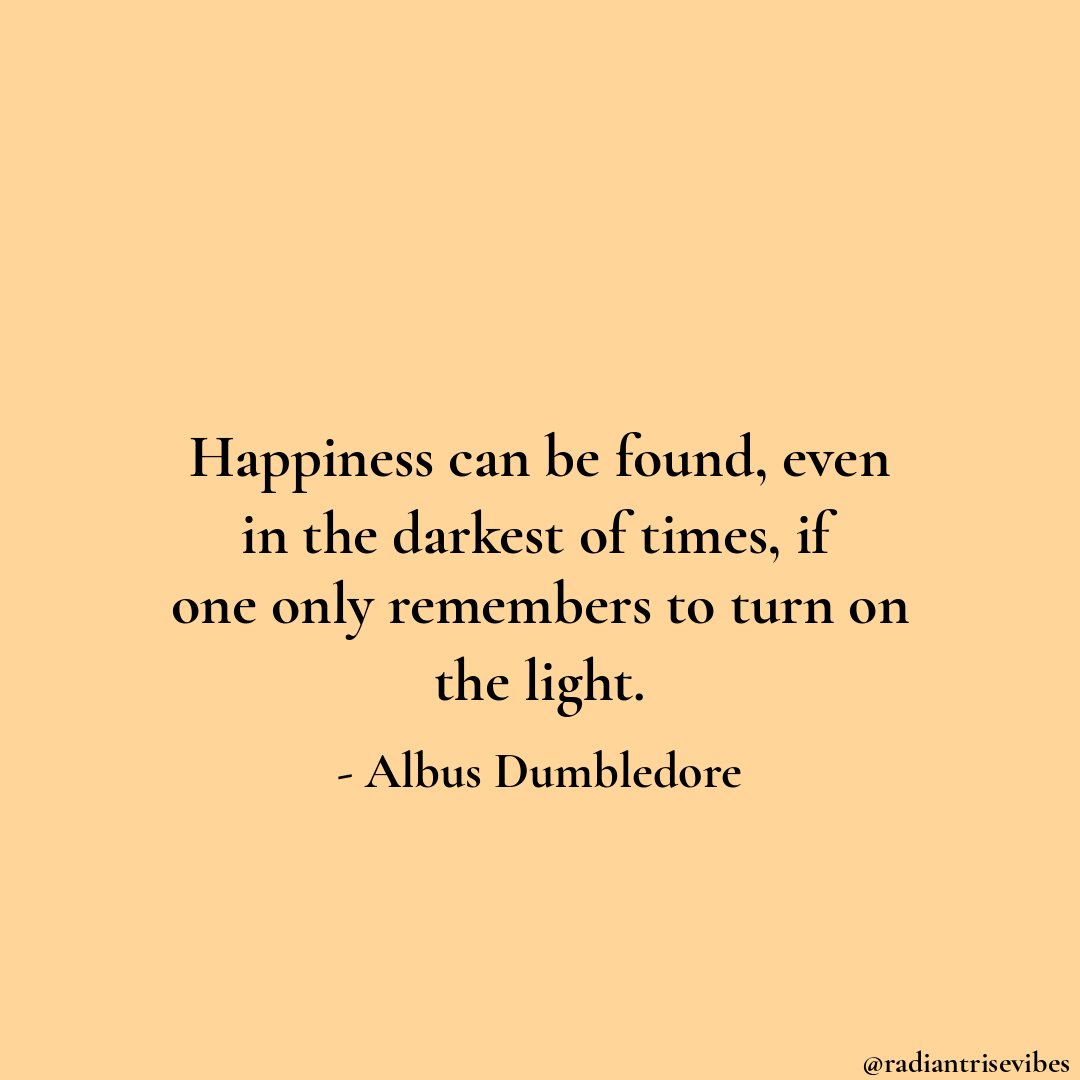 Happiness can be found, even
in the darkest of times, if
one only remembers to turn on
the light.
- Albus Dumbledore
@radiantrisevibes